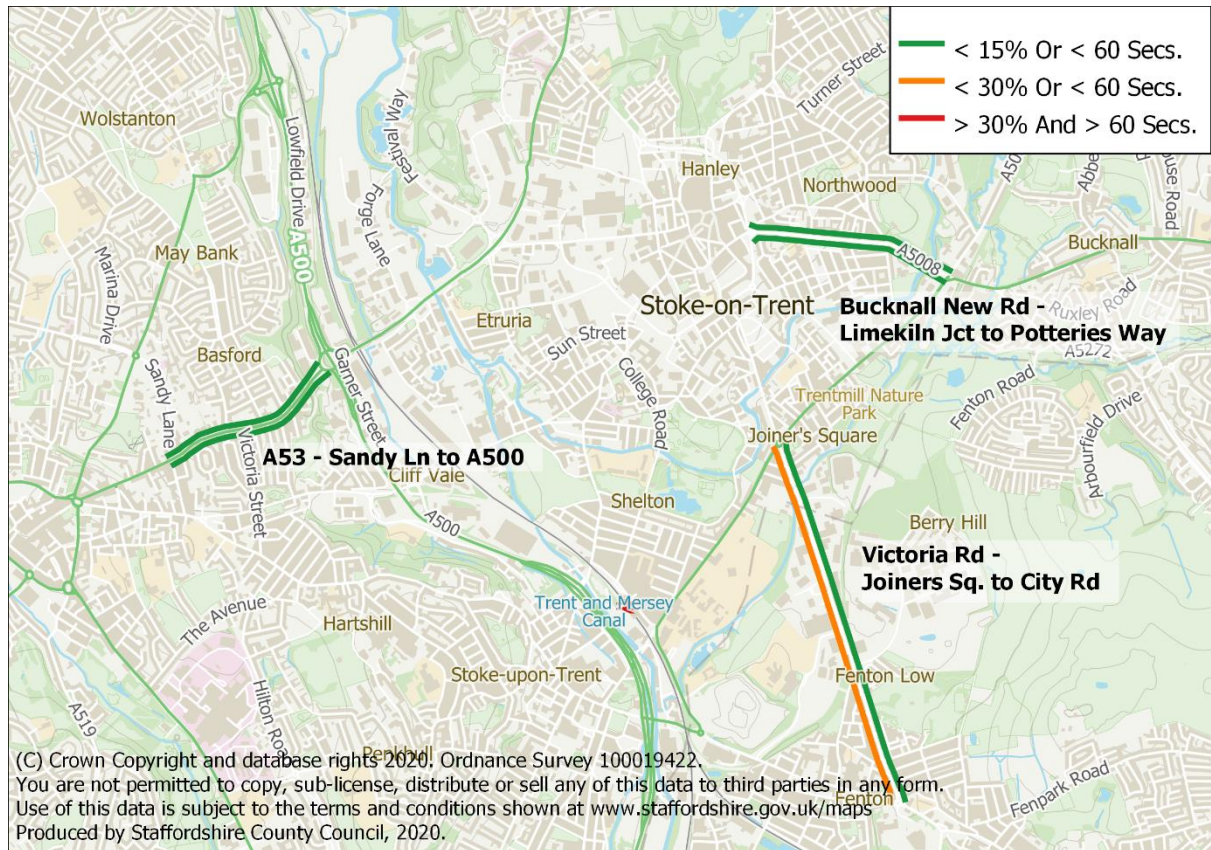 < 15% Or < 60 Secs.
< 30% Or < 60 Secs.
> 30% And > 60 Secs.
Turner Street
Wolstanton
Lowfield Drive
A500
Festival Way
Forge Lane
Hanley
Northwood
A50
Abbe
ouse Road
Bucknall
May Bank
Marina Drive
A5008
Etruria
Stoke-on-Trent
Bucknall New Rd -
Limekiln Jct to Potteries Way
Ruxley Road
A5272
Sun Street
College Road
Basford
Garner Street
Sandy Lane
Victoria Street
Trentmill Nature
Park
Fenton Road
Joiner's Square
Arbourfield Drive
A53 - Sandy Ln to A500
Cliff Vale
A500
Shelton
Berry Hill
Victoria Rd -
Joiners Sq. to City Rd
Trent and Mersey
Canal
The Avenue
Hartshill
Stoke-upon-Trent
Fenton Low
Hilton Road
A519
Penkhull
Fenton
Fenpark Road
(C) Crown Copyright and database rights 2020. Ordnance Survey 100019422.
You are not permitted to copy, sub-license, distribute or sell any of this data to third parties in any form.
Use of this data is subject to the terms and conditions shown at www.staffordshire.gov.uk/maps
Produced by Staffordshire County Council, 2020.